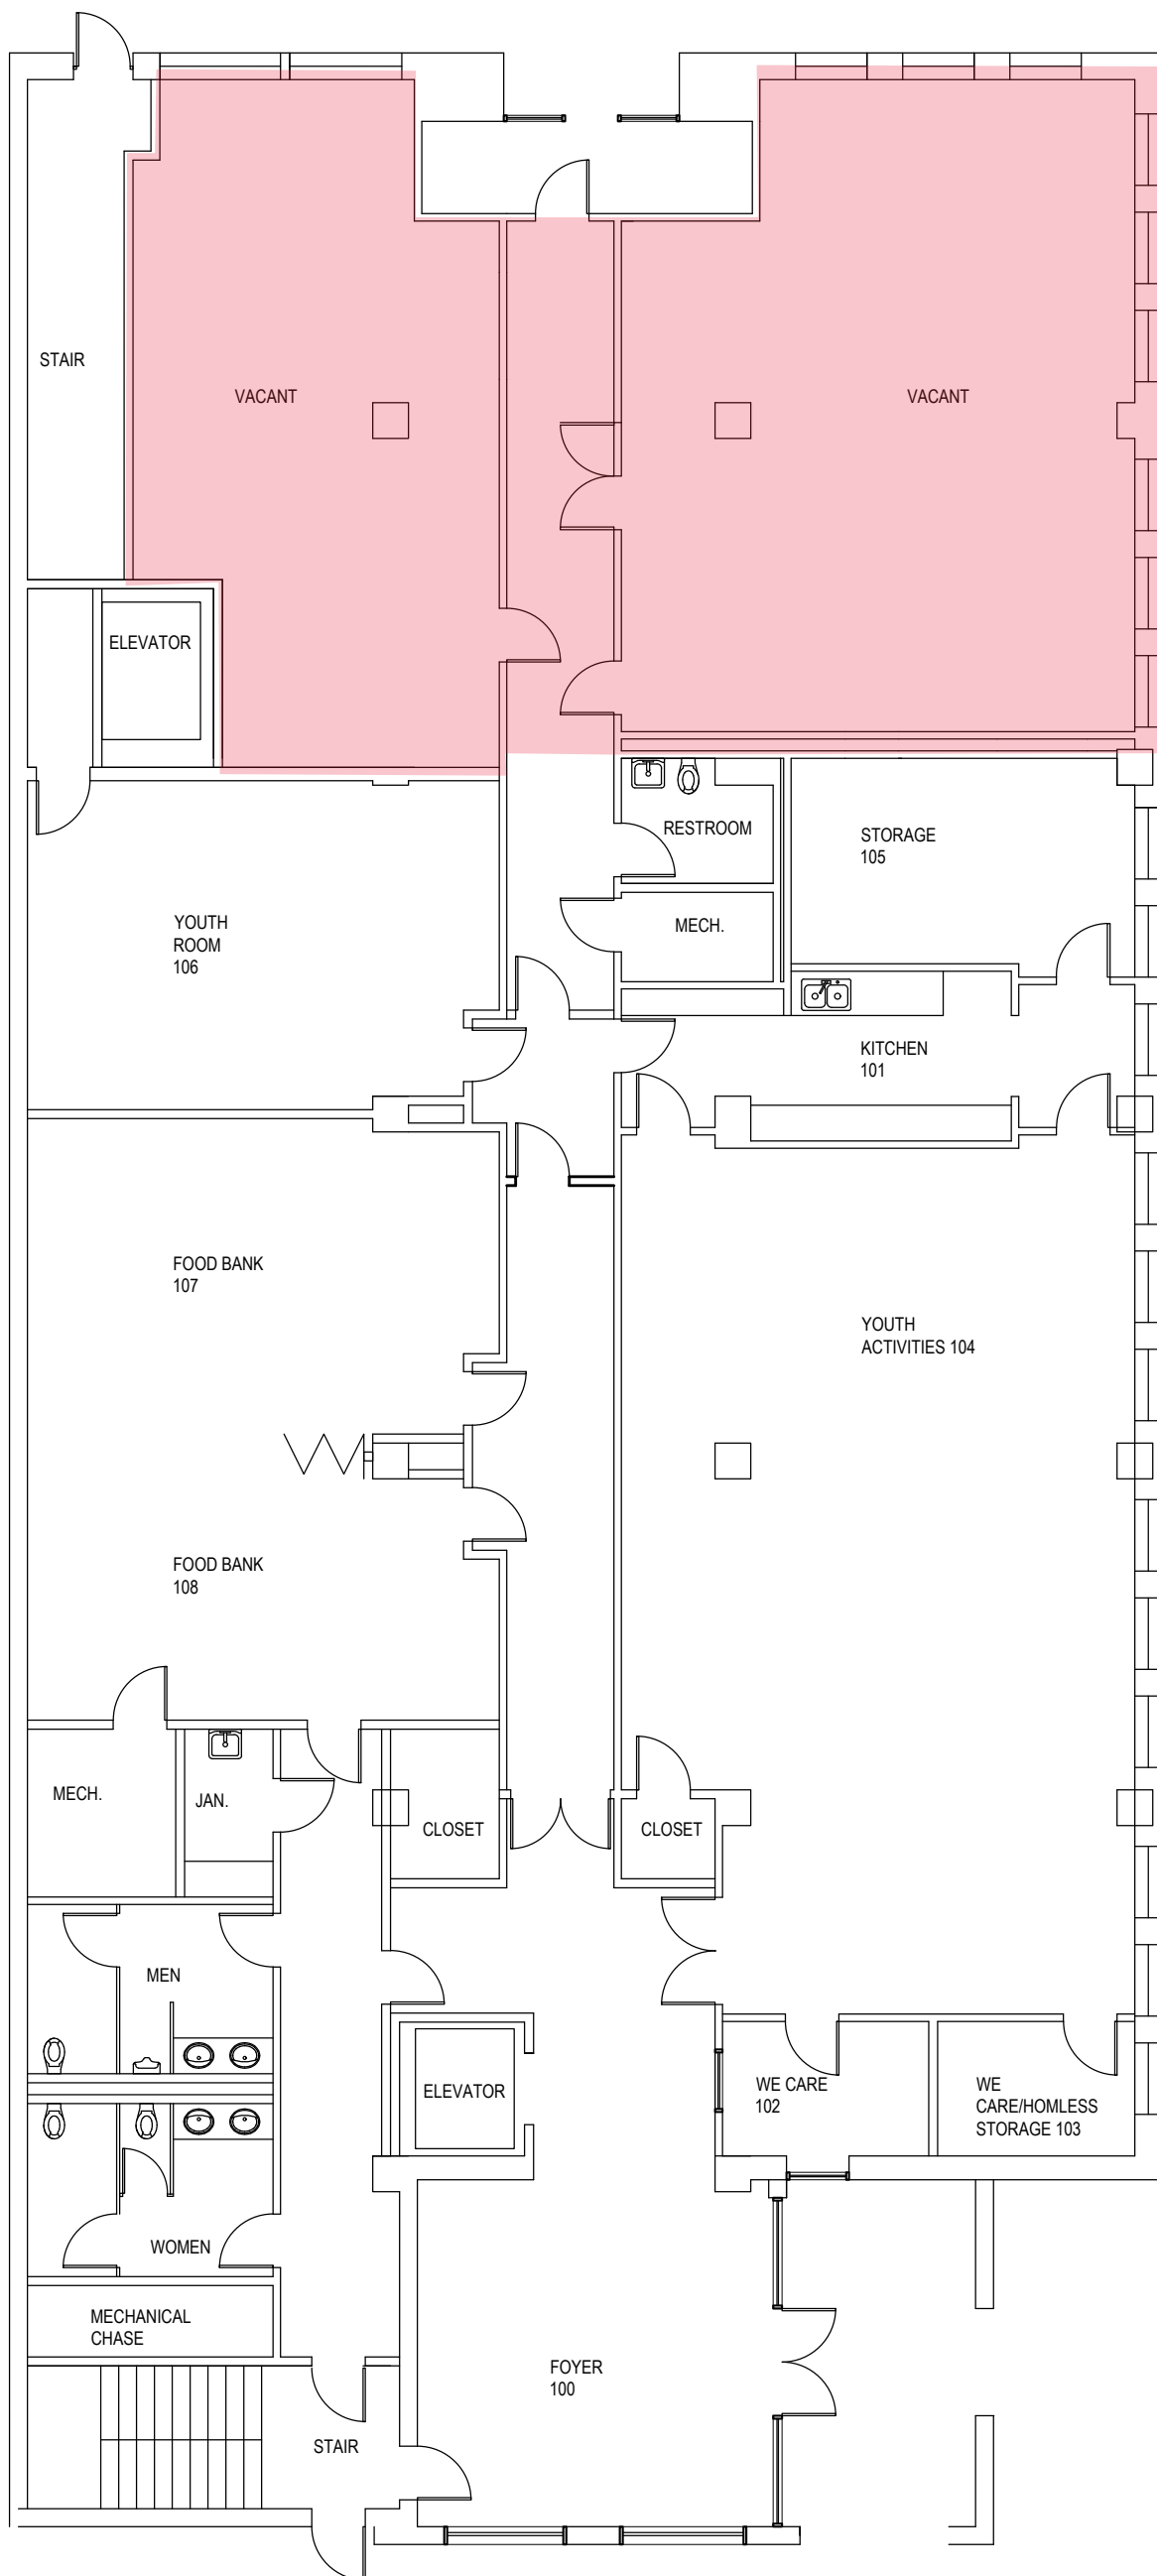 STAIR
VACANT
VACANT
ELEVATOR
RESTROOM
STORAGE
105
YOUTH
ROOM
106
MECH.
KITCHEN
101
FOOD BANK
107
YOUTH
ACTIVITIES 104
FOOD BANK
108
MECH.
JAN.
CLOSET
CLOSET
MEN
ELEVATOR
WE CARE
102
WE
CARE/HOMLESS
STORAGE 103
WOMEN
MECHANICAL
CHASE
FOYER
100
STAIR